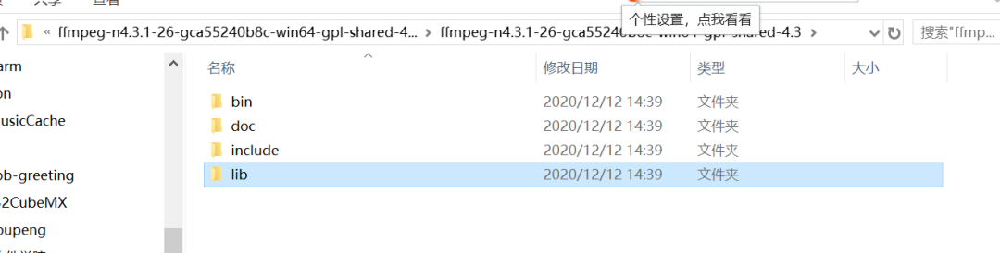 个性设置，点我看看
« ffmpeg-n4.3.1-26-gca55240b8c-win64-gpl-shared-4... › ffmpeg-n4.3.1-26-gca55240b8c-win64-gpl-shared-4.3 ›
搜索"ffmp...
名称 修改日期 类型 大小
arm
on
bin 2020/12/12 14:39 文件夹
usicCache
doc 2020/12/12 14:39 文件夹
include 2020/12/12 14:39 文件夹
ob-greeting
lib 2020/12/12 14:39 文件夹
32CubeMX
oupeng